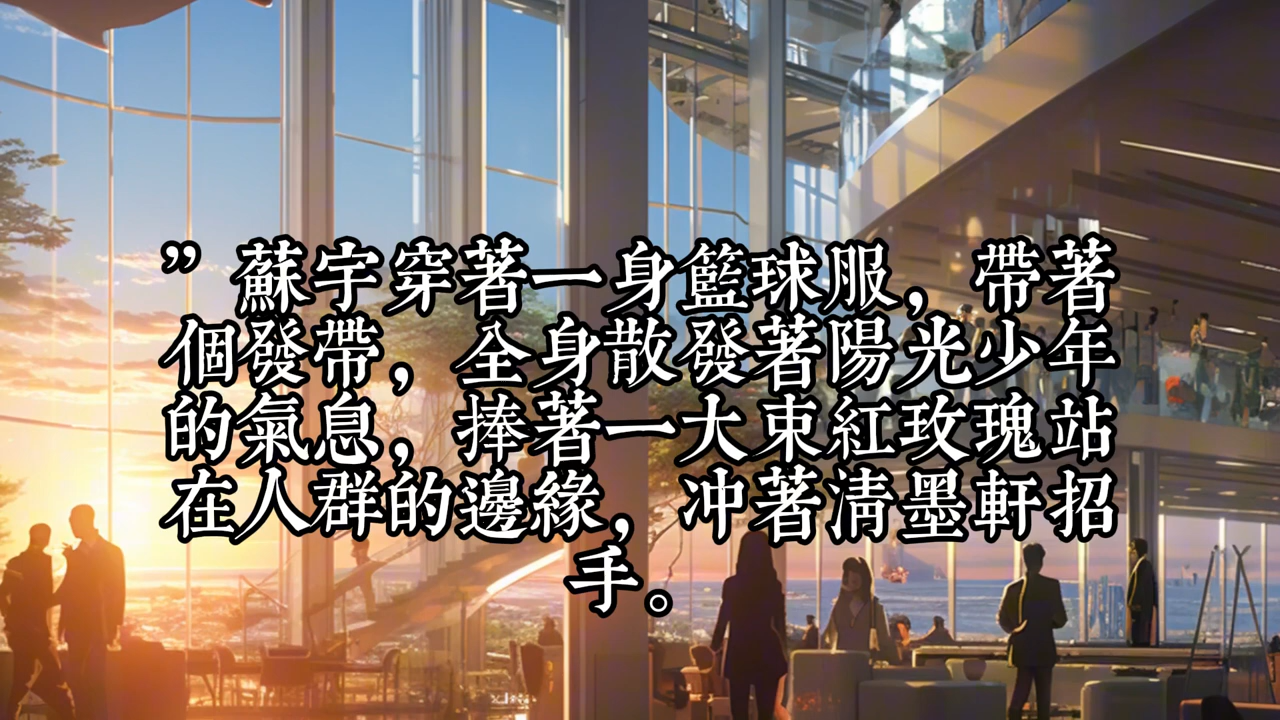 ”蘇宇穿著一身籃球服，帶著
個發帶，全身散發著陽光少年
的氣息，捧著一大束紅玫瑰站
在人群的邊緣，冲著清墨軒招
手。